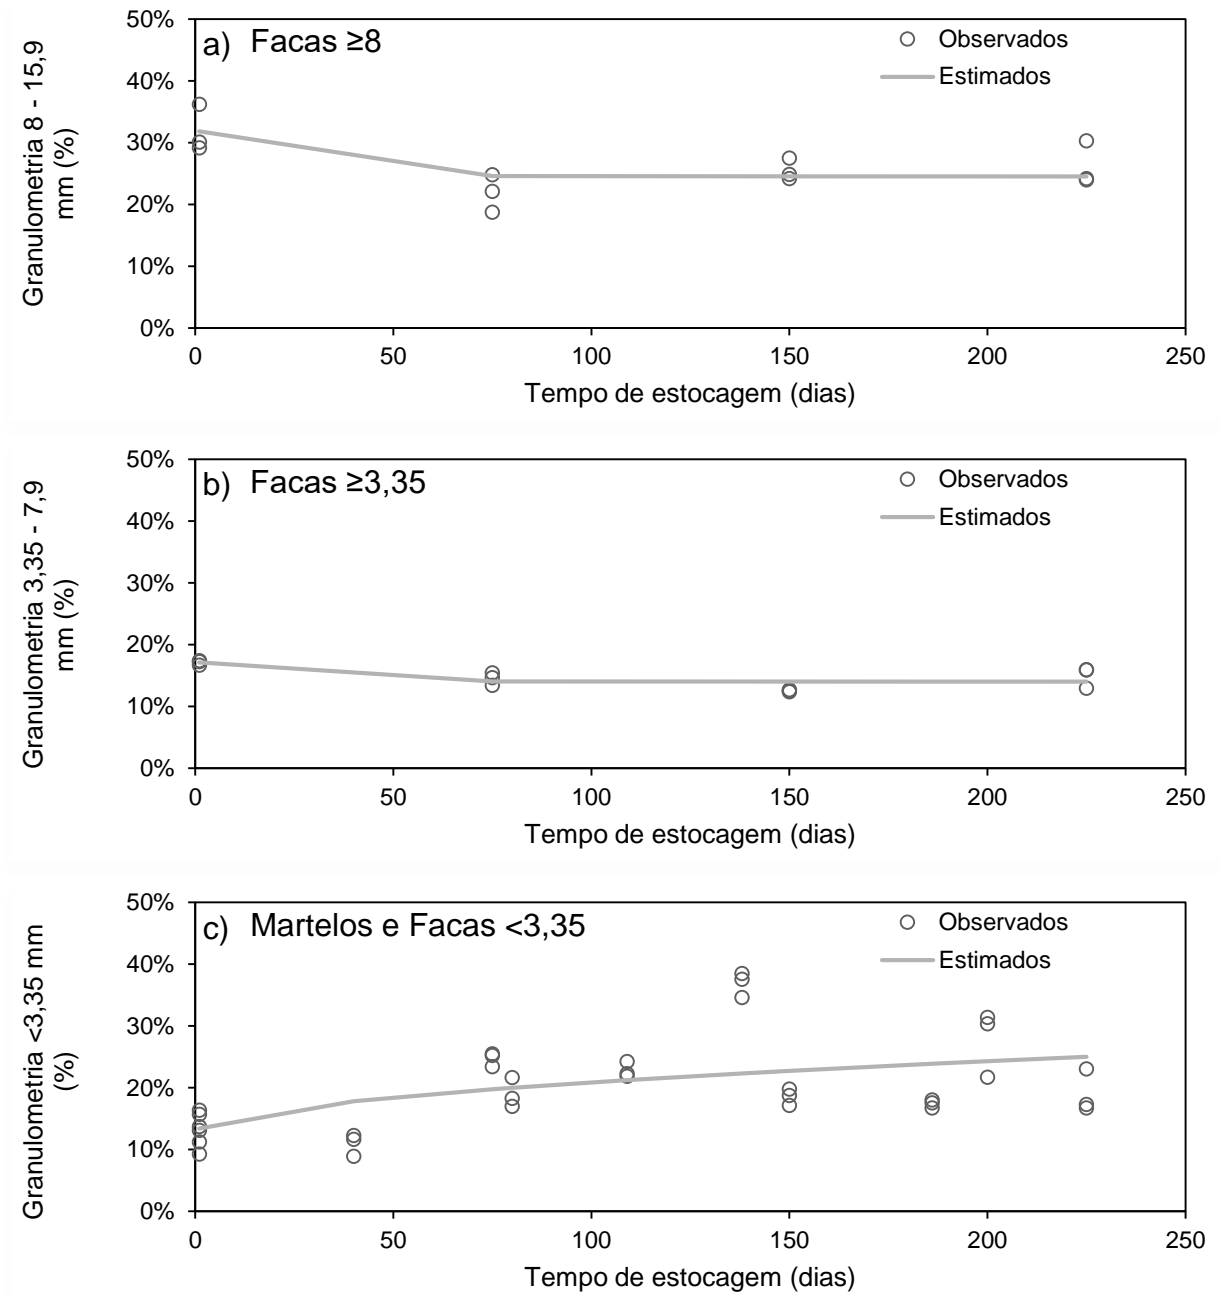 50%
a) Facas ≥8
Observados
40%
Estimados
30%
20%
10%
0%
Granulometria 8 - 15,9
mm (%)
0 50 100 150 200 250
Tempo de estocagem (dias)
50%
b) Facas ≥3,35
Observados
40%
Estimados
30%
20%
10%
0%
Granulometria 3,35 - 7,9
mm (%)
0 50 100 150 200 250
Tempo de estocagem (dias)
50%
c) Martelos e Facas <3,35
Observados
40%
Estimados
30%
20%
10%
0%
Granulometria <3,35 mm
(%)
0 50 100 150 200 250
Tempo de estocagem (dias)